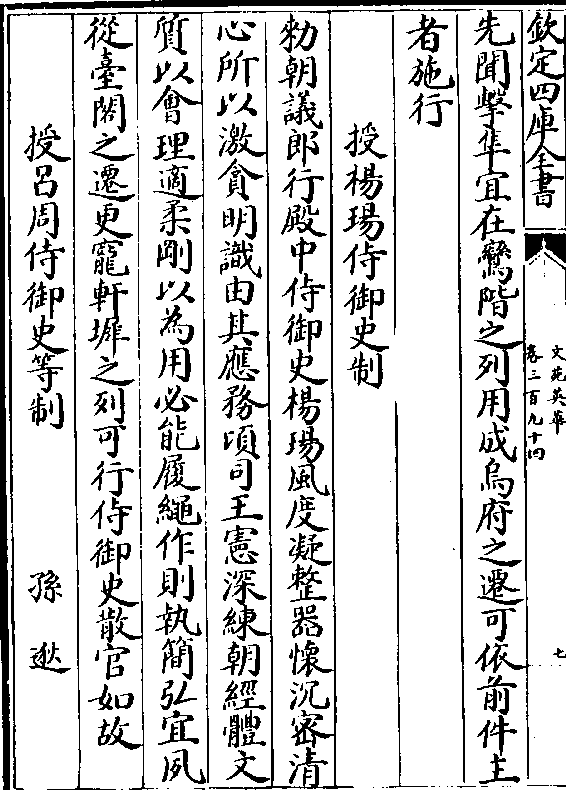 欽定四庫全書
文苑英華
卷三百九十四
七
先聞擊隼宜在鸞階之列用成烏府之遷可依前件主
者施行
授楊瑒侍御史制
勑朝議郎行殿中侍御史楊瑒風度凝整器懷沉密清
心所以激貪明識由其應務頃司王憲深練朝經體文
質以會理適柔剛以為用必能履繩作則執簡弘宜夙
從臺閣之遷更寵軒墀之列可行侍御史散官如故
授呂周侍御史等制 孫逖